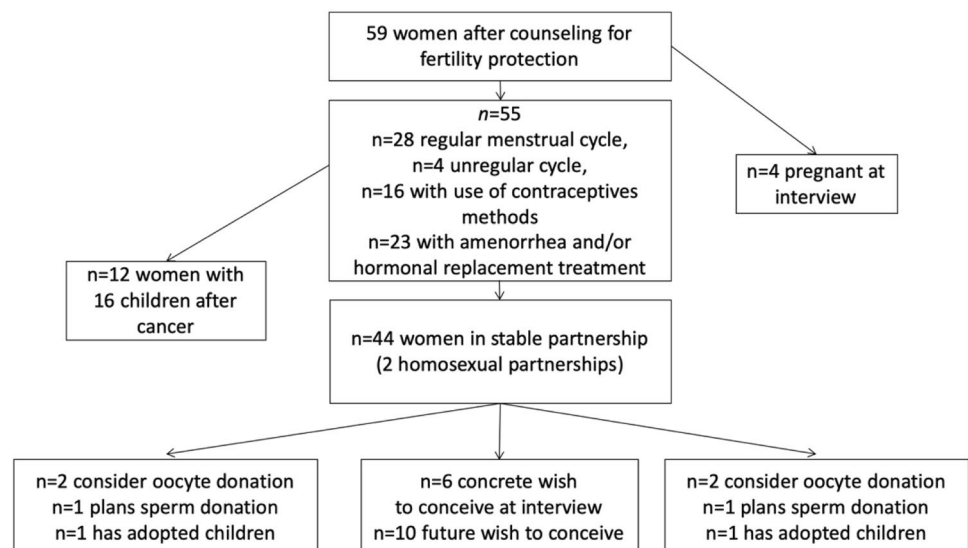 59 women after counseling for
fertility protection
n=55
n=28 regular menstrual cycle,
n=4 unregular cycle,
n=16 with use of contraceptives
methods
n=23 with amenorrhea and/or
hormonal replacement treatment
n=4 pregnant at
interview
n=12 women with
16 children after
cancer
n=44 women in stable partnership
(2 homosexual partnerships)
n=2 consider oocyte donation
n=1 plans sperm donation
n=1 has adopted children
n=6 concrete wish
to conceive at interview
n=10 future wish to conceive
n=2 consider oocyte donation
n=1 plans sperm donation
n=1 has adopted children